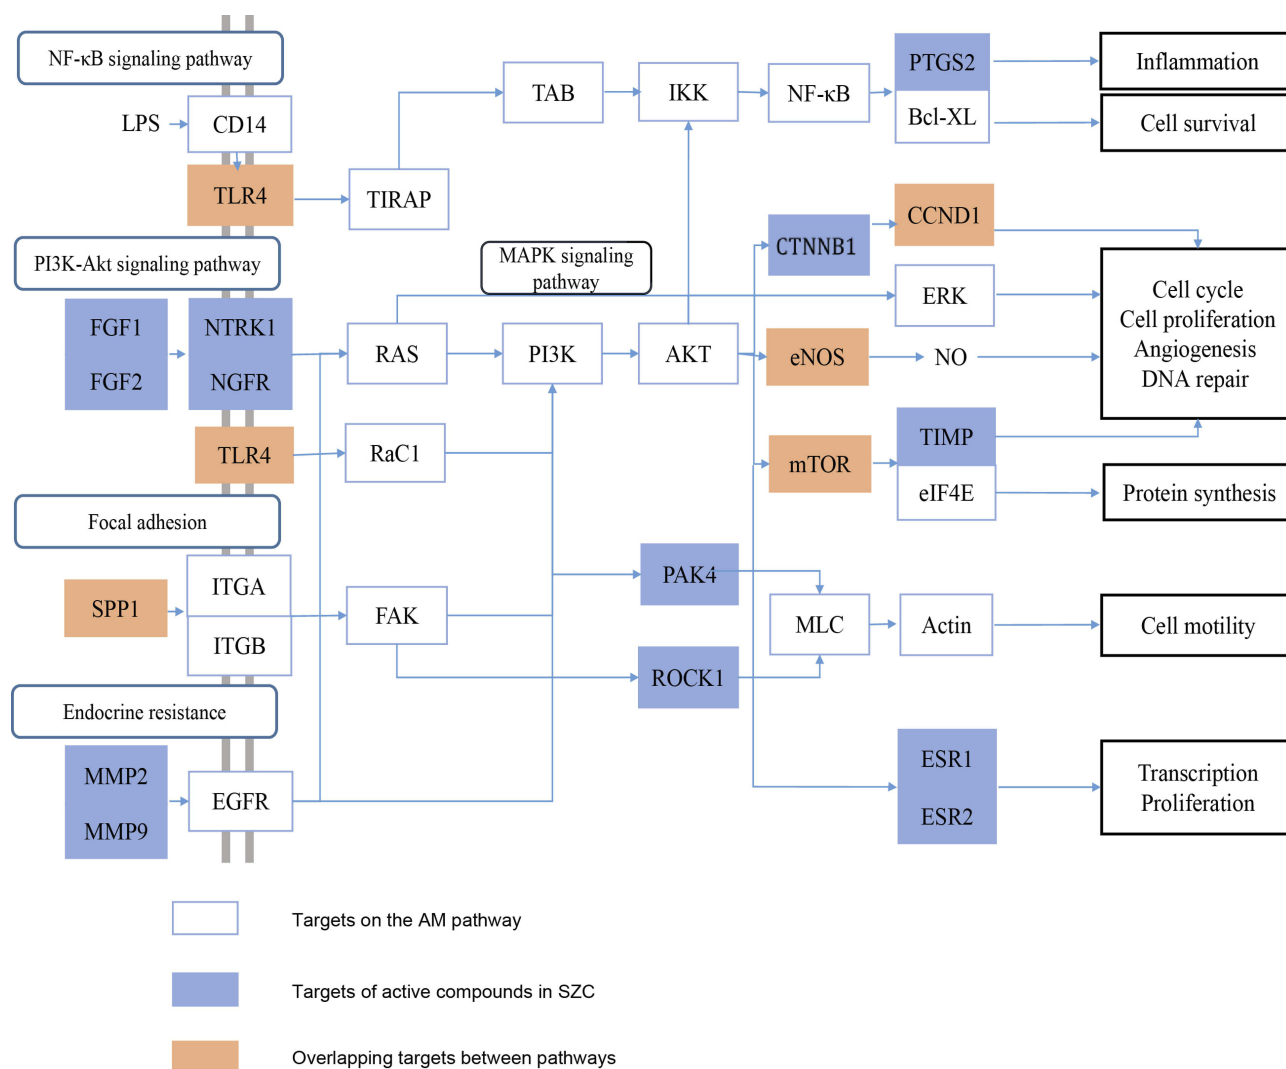 NF-κB signaling pathway
LPS
CD14
TLR4
TIRAP
TAB
IKK
NF-κB
PTGS2
Bcl-XL
Inflammation
Cell survival
PI3K-Akt signaling pathway
MAPK signaling
pathway
FGF1
FGF2
NTRK1
NGFR
RAS
PI3K
AKT
CTNNB1
CCND1
ERK
eNOS
NO
Cell cycle
Cell proliferation
Angiogenesis
DNA repair
TLR4
RaC1
mTOR
TIMP
eIF4E
Protein synthesis
Focal adhesion
SPP1
ITGA
ITGB
FAK
PAK4
ROCK1
MLC
Actin
Cell motility
Endocrine resistance
MMP2
MMP9
EGFR
ESR1
ESR2
Transcription
Proliferation
Targets on the AM pathway
Targets of active compounds in SZC
Overlapping targets between pathways